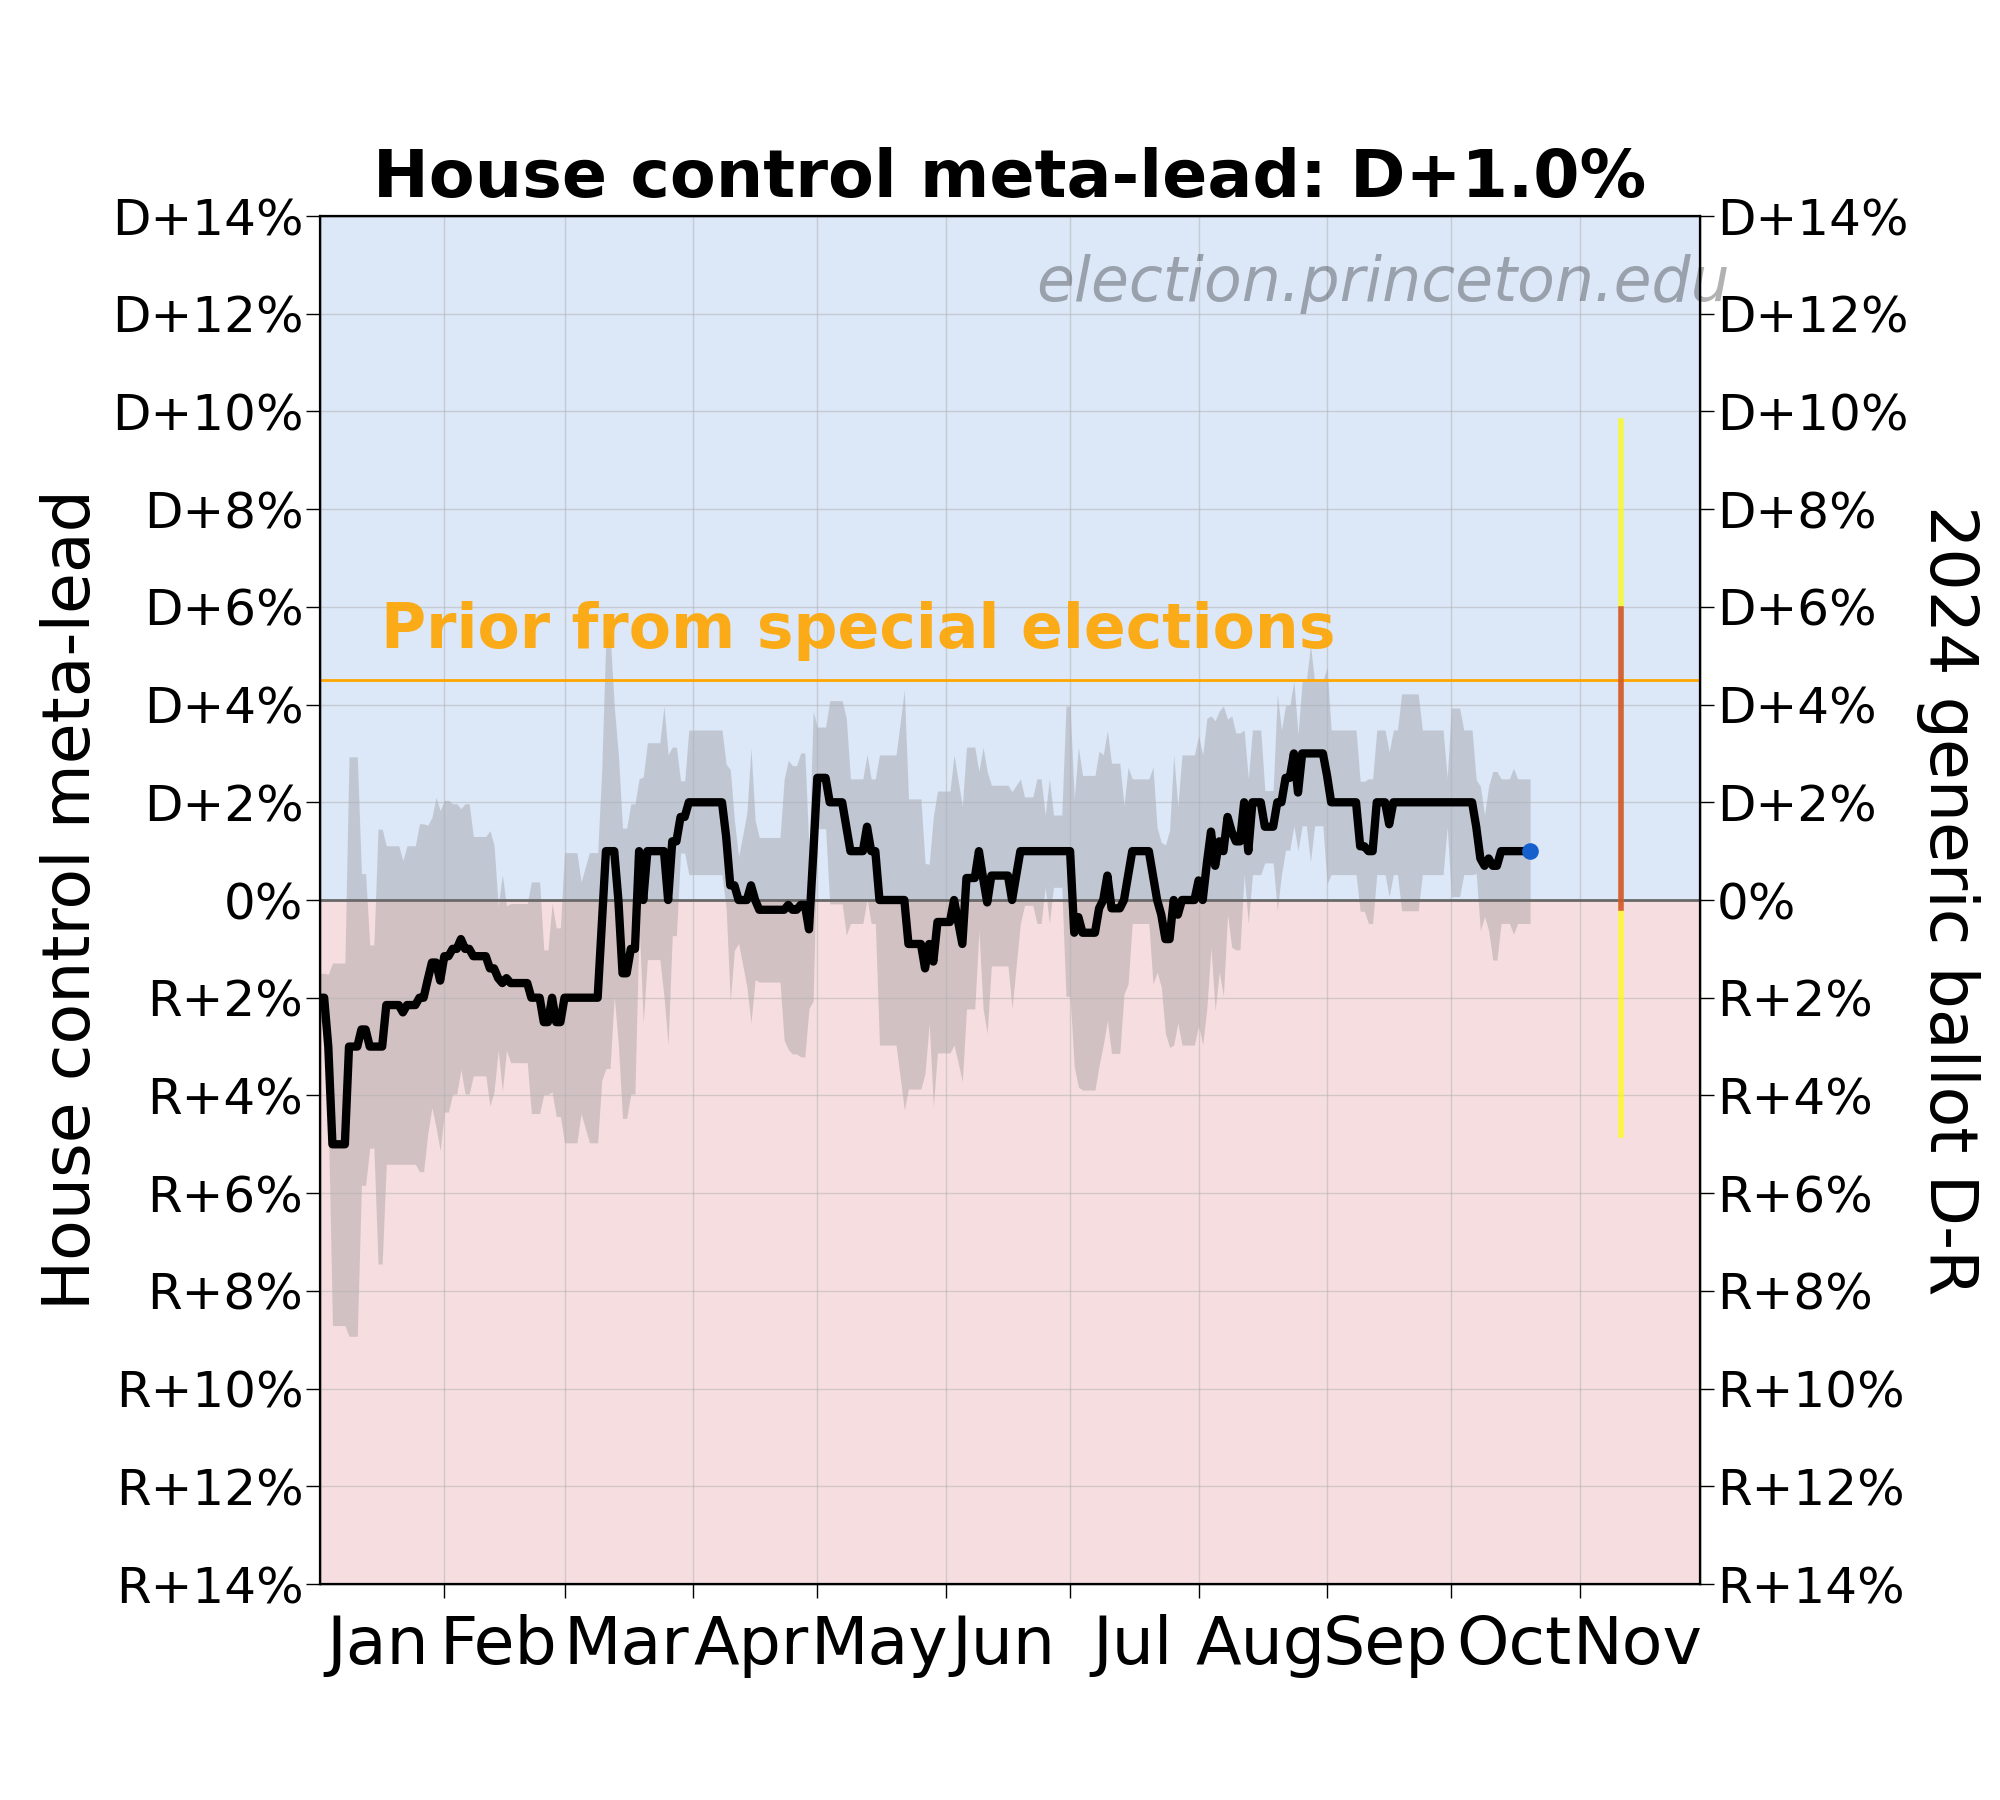 House control meta-lead: D+1.0%
election.princeton.edu
Prior from special elections
House control meta-lead
D+14%
D+12%
D+10%
D+8%
D+6%
D+4%
D+2%
0%
R+2%
R+4%
R+6%
R+8%
R+10%
R+12%
R+14%
D+14%
D+12%
D+10%
D+8%
D+6%
D+4%
D+2%
0%
R+2%
R+4%
R+6%
R+8%
R+10%
R+12%
R+14%
2024 generic ballot D-R
Jan Feb Mar Apr May Jun Jul Aug Sep Oct Nov